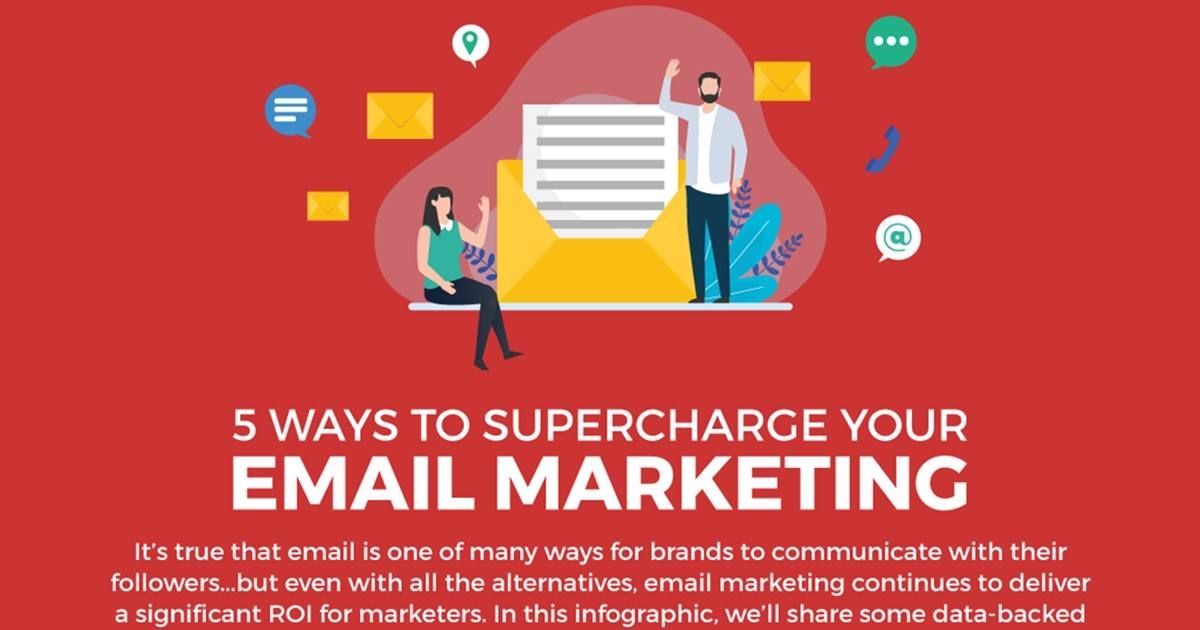 5 WAYS TO SUPERCHARGE YOUR
EMAIL MARKETING
It’s true that email is one of many ways for brands to communicate with their
followers...but even with all the alternatives, email marketing continues to deliver
a significant ROI for marketers. In this infographic, we’ll share some data-backed